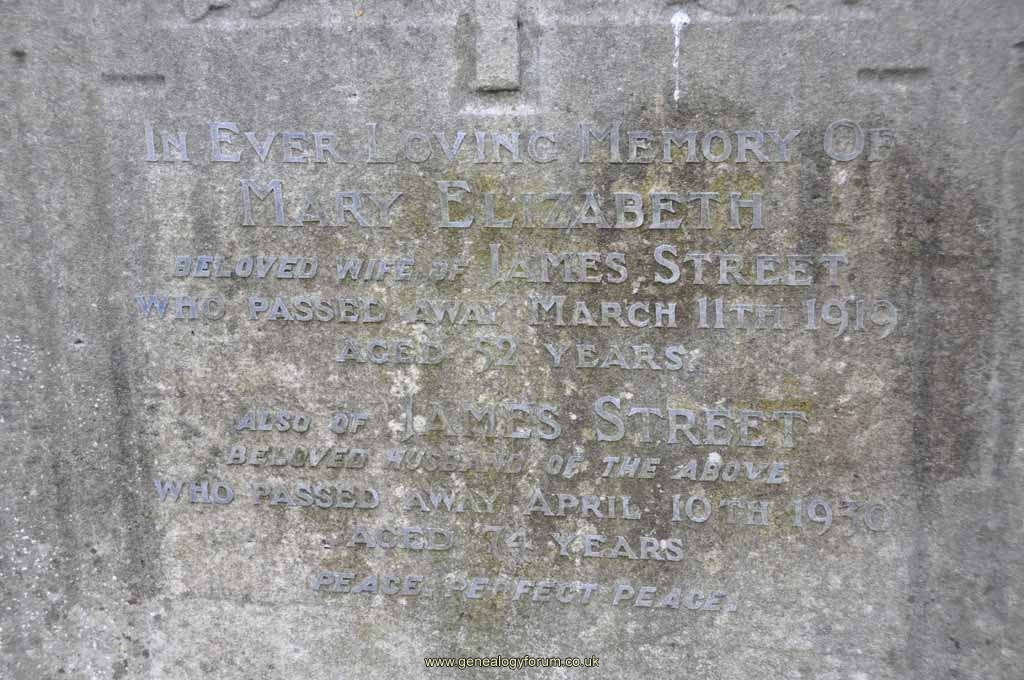 In Ever Loving Memory Of
Mary Elizabeth
BELOVED WIFE OF James Street
WHO PASSED AWAY March 11th 1919
AGED 52 YEARS.
ALSO OF James Street
BELOVED HUSBAND OF THE ABOVE
WHO PASSED AWAY April 10th 1930
AGED 74 YEARS
PEACE, PERFECT PEACE.
www.genealogyforum.co.uk